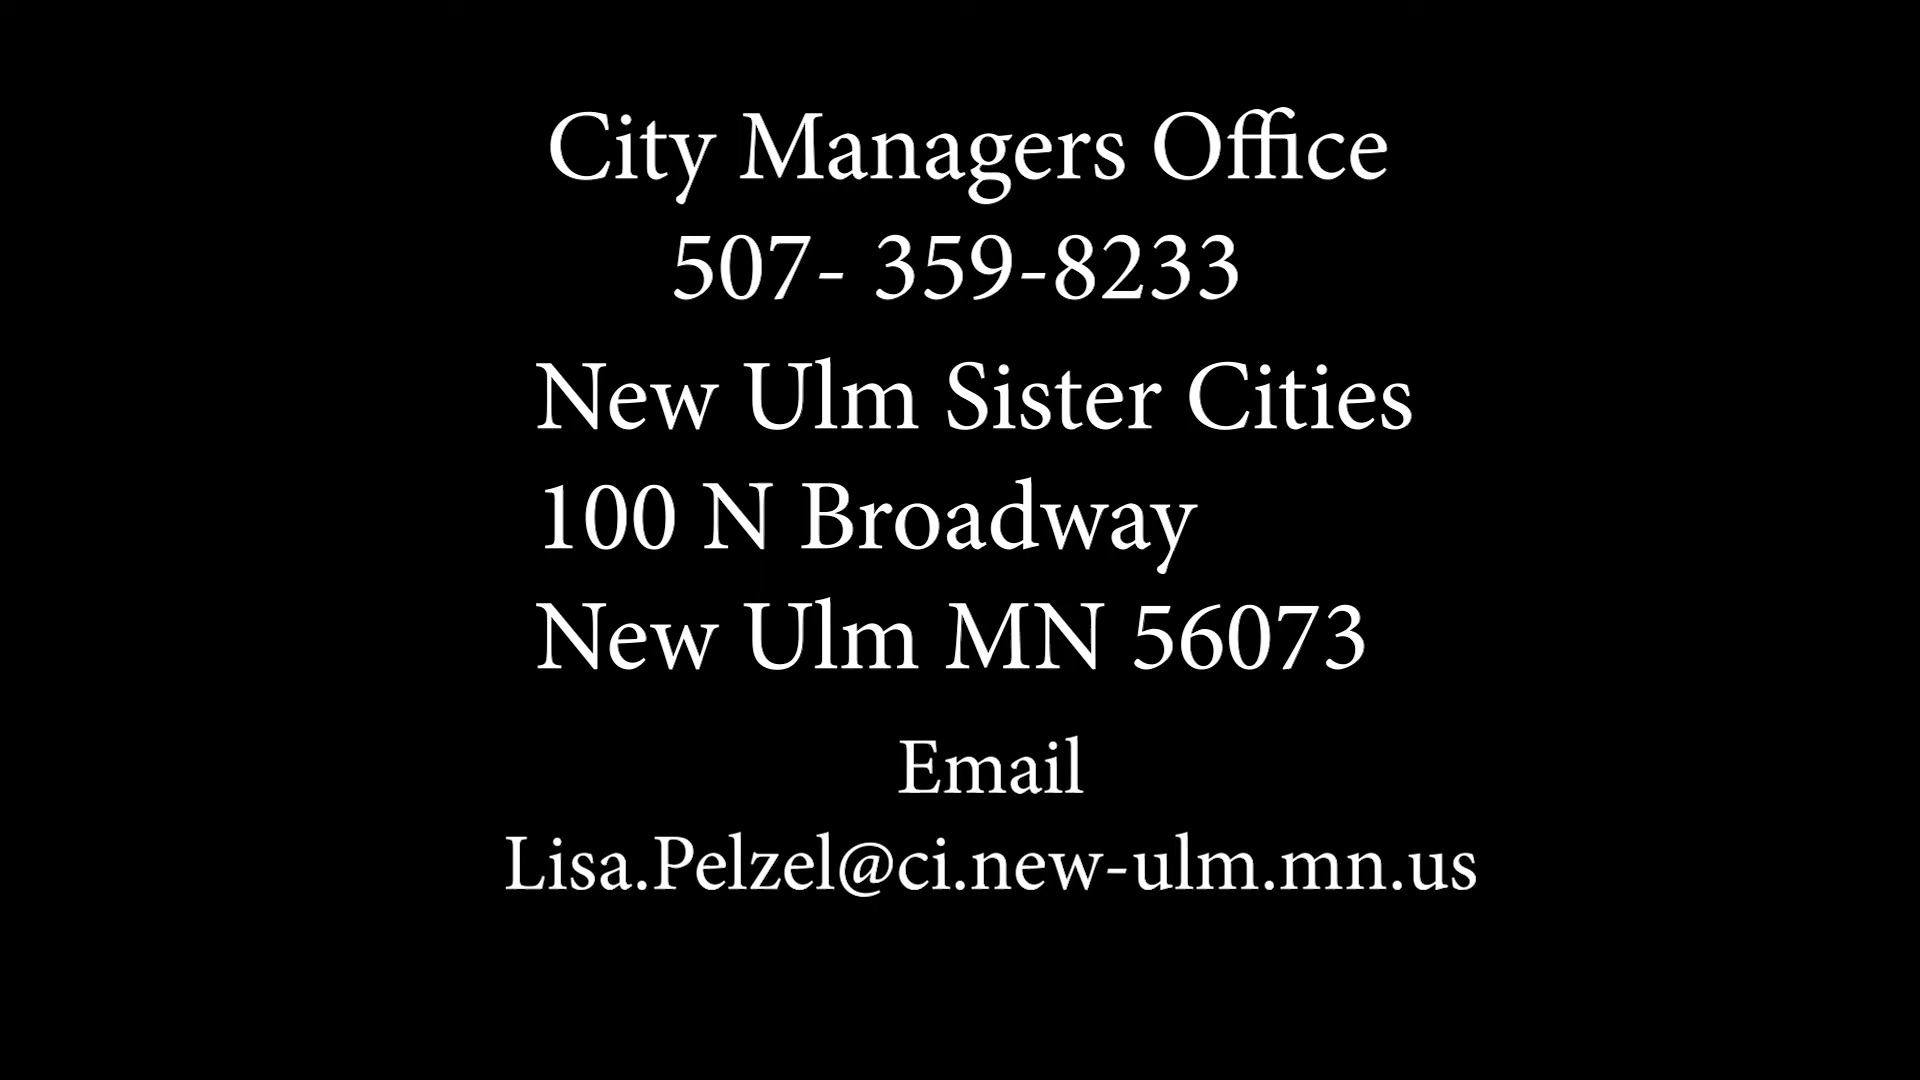 City Managers Office
507- 359-8233
New Ulm Sister Cities
100 N Broadway
New Ulm MN 56073
Email
Lisa.Pelzel@ci.new-ulm.mn.us